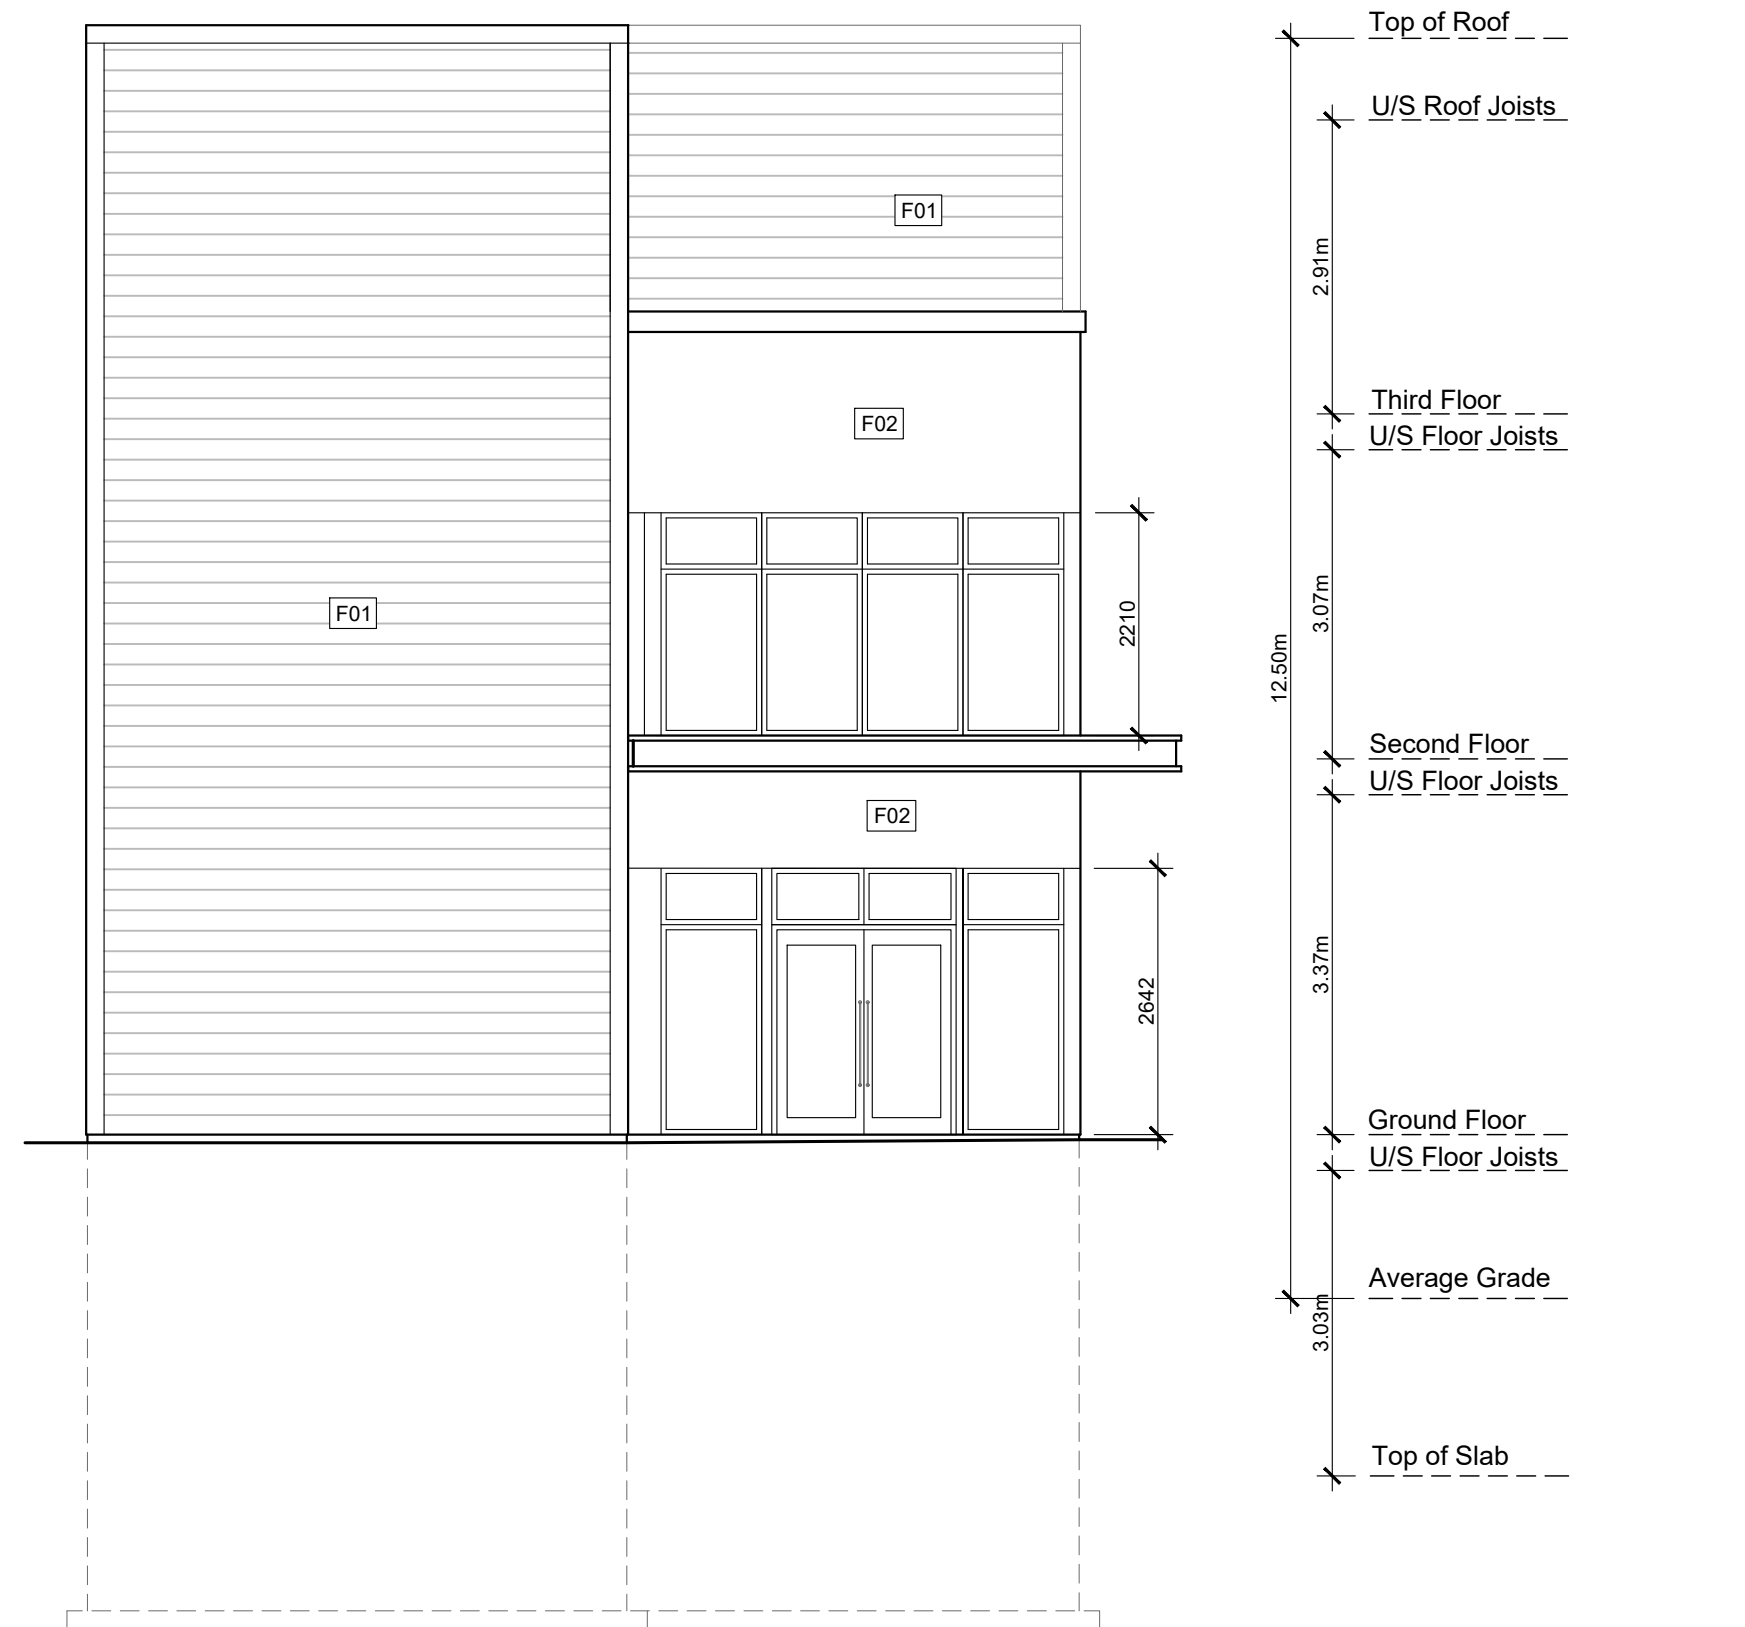 Top of Roof
U/S Roof Joists
F01
2.91m
Third Floor
F02
U/S Floor Joists
F01
2210
3.07m
12.50m
Second Floor
U/S Floor Joists
F02
3.37m
2642
Ground Floor
U/S Floor Joists
Average Grade
3.03m
Top of Slab